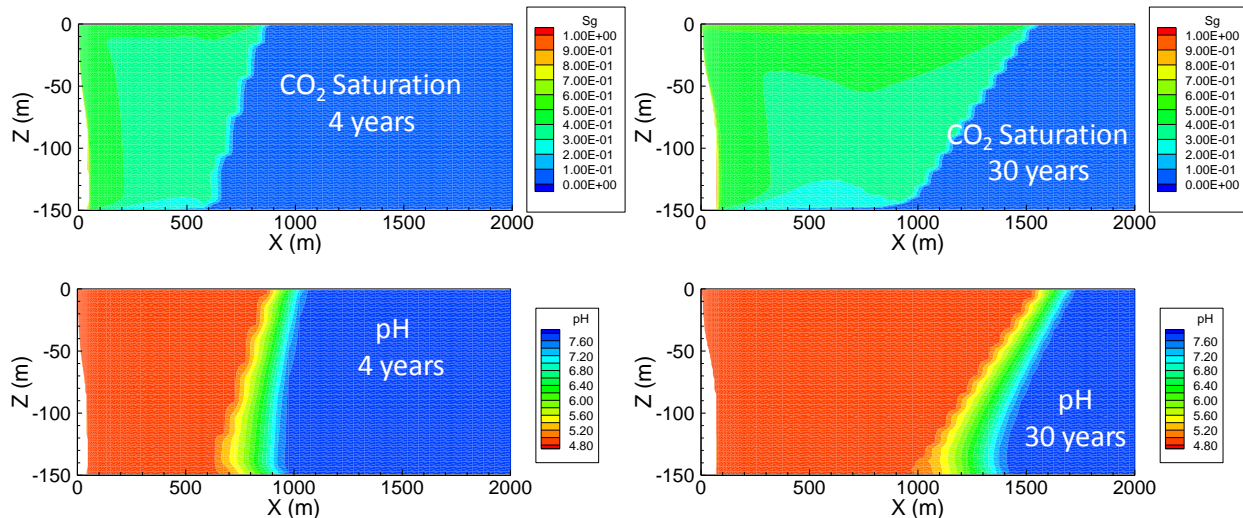 0
-50
-100
-150
Z (m)
0 500 1000 1500 2000
X (m)
CO₂ Saturation
4 years
Sg
1.00E+00
9.00E-01
8.00E-01
7.00E-01
6.00E-01
5.00E-01
4.00E-01
3.00E-01
2.00E-01
1.00E-01
0.00E+00
0
-50
-100
-150
Z (m)
0 500 1000 1500 2000
X (m)
CO₂ Saturation
30 years
Sg
1.00E+00
9.00E-01
8.00E-01
7.00E-01
6.00E-01
5.00E-01
4.00E-01
3.00E-01
2.00E-01
1.00E-01
0.00E+00
0
-50
-100
-150
Z (m)
0 500 1000 1500 2000
X (m)
pH
4 years
pH
7.60
7.20
6.80
6.40
6.00
5.60
5.20
4.80
0
-50
-100
-150
Z (m)
0 500 1000 1500 2000
X (m)
pH
30 years
pH
7.60
7.20
6.80
6.40
6.00
5.60
5.20
4.80